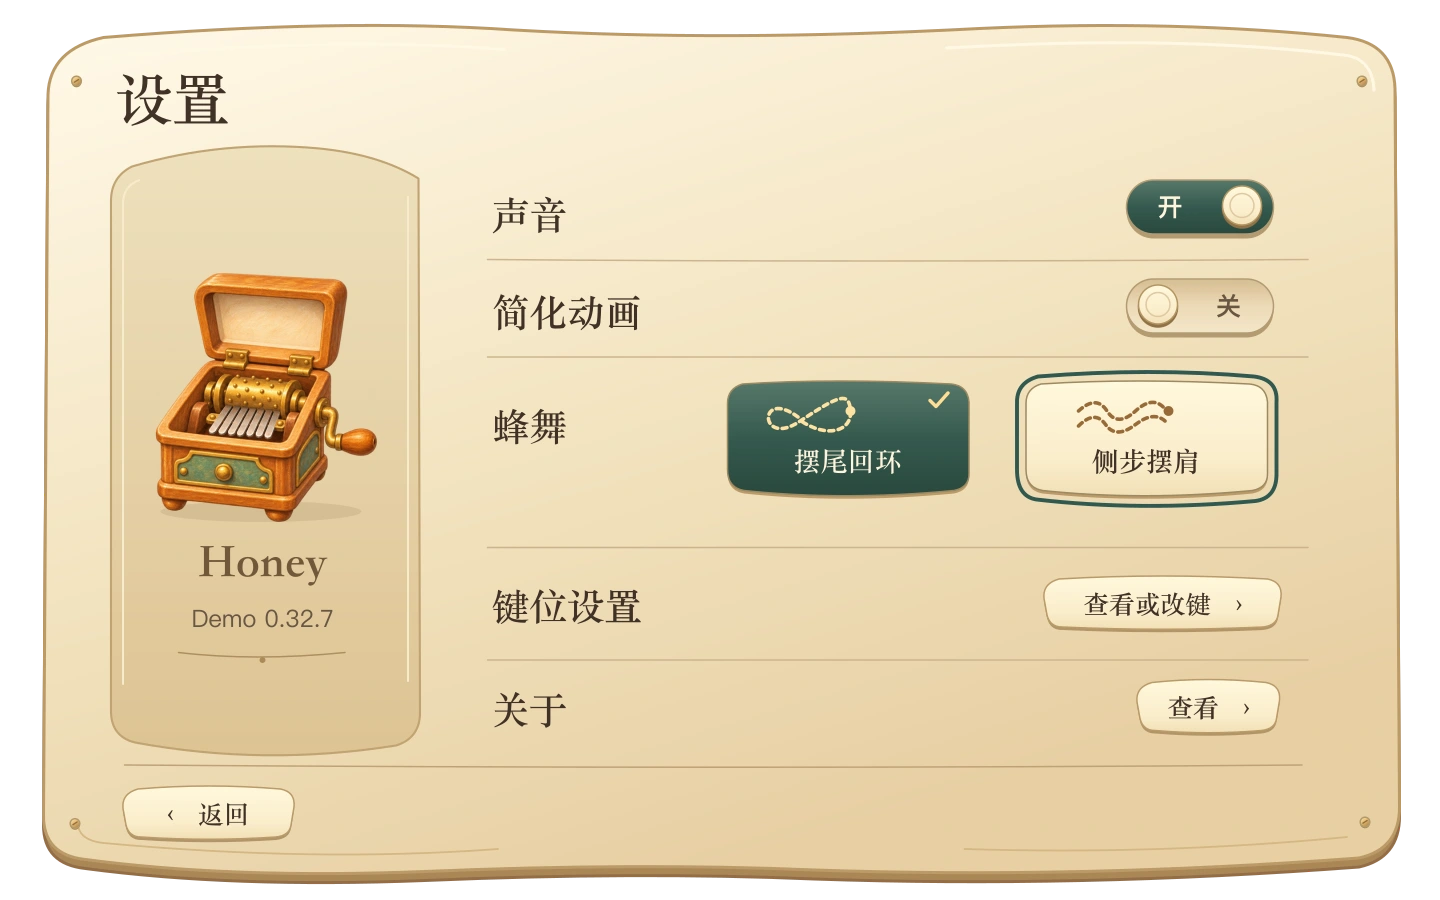 设置
Honey
Demo 0.32.7
声音
开
简化动画
关
蜂舞
摆尾回环
侧步摆肩
键位设置
查看或改键 ›
关于
查看 ›
‹ 返回